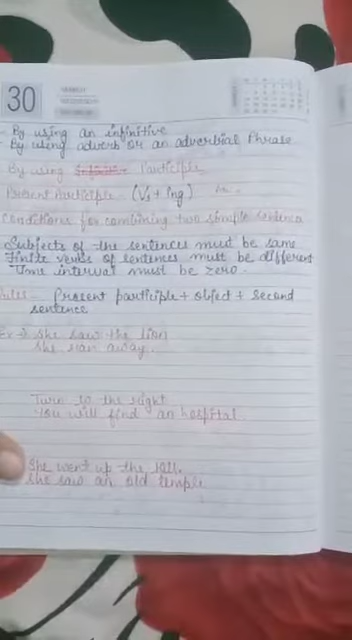 30
- By using an infinitive
- By using adverb or an adverbial Phrase
By using Participle
Present Participle - (V₁ + ing)
Conditions for combining two simple sentence
Subjects of the sentences must be same
Finite verbs of sentences must be different
Time interval must be zero.
Rules - Present participle + object + second
sentence
Ex → She saw the lion
She ran away.
Turn to the right
You will find an hospital
She went up the hill.
She saw an old temple